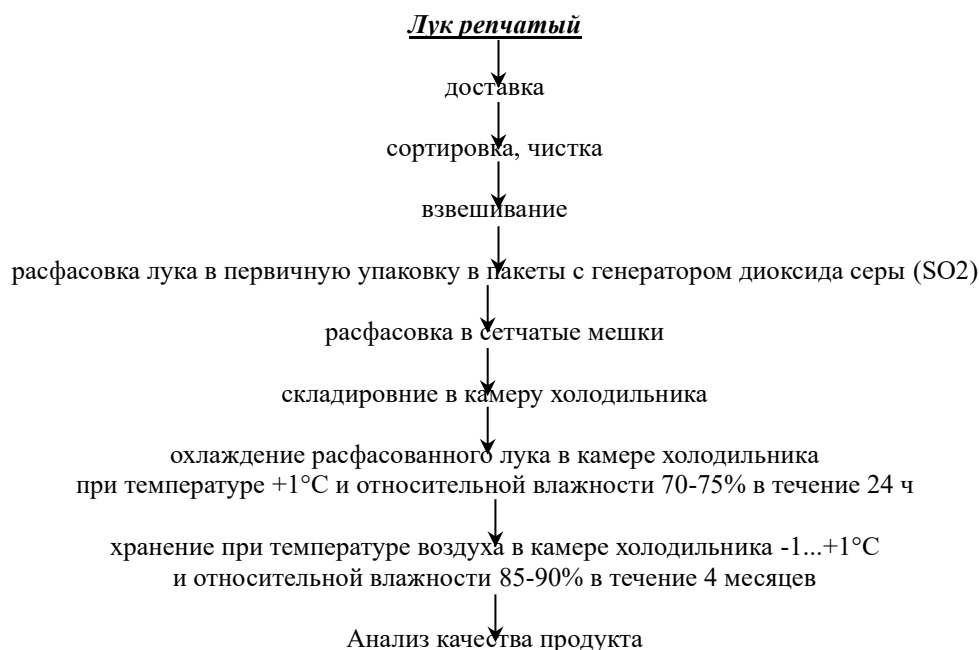 Лук репчатый
доставка
сортировка, чистка
взвешивание
расфасовка лука в первичную упаковку в пакеты с генератором диоксида серы (SO2)
расфасовка в сетчатые мешки
складировние в камеру холодильника
охлаждение расфасованного лука в камере холодильника
при температуре +1°C и относительной влажности 70-75% в течение 24 ч
хранение при температуре воздуха в камере холодильника -1...+1°C
и относительной влажности 85-90% в течение 4 месяцев
Анализ качества продукта